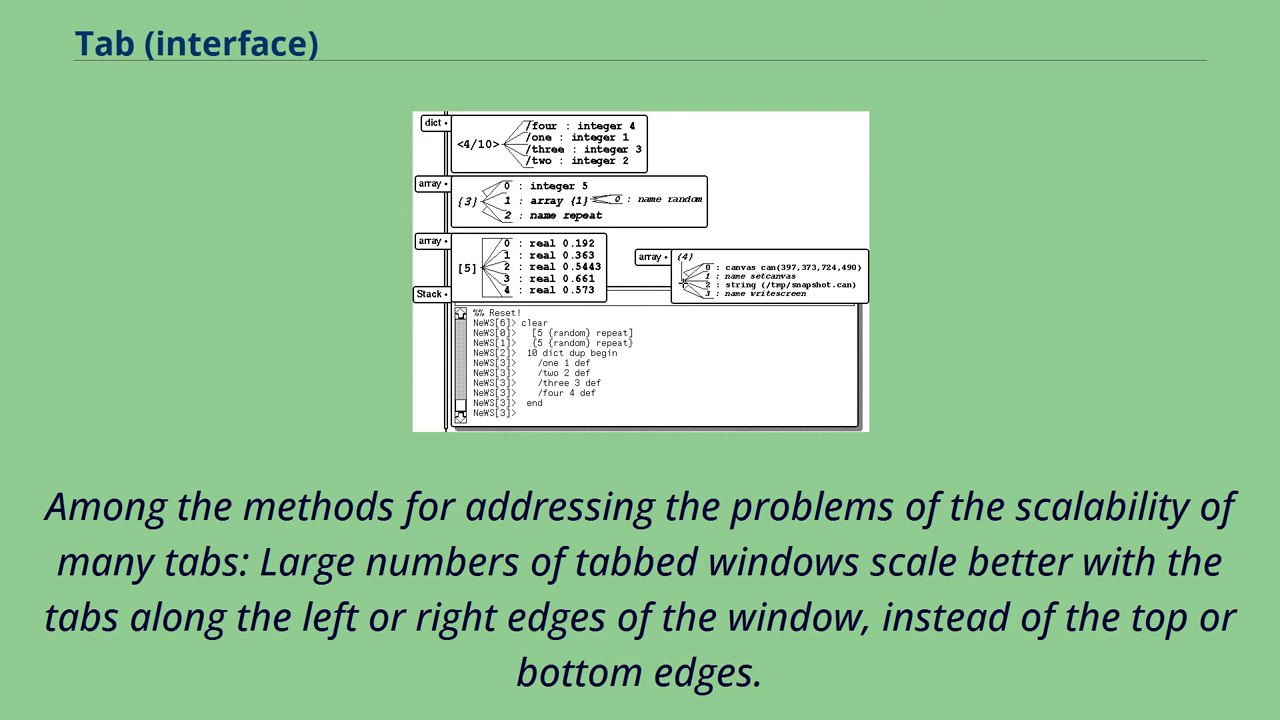 Tab (interface)
dict •
<4/10>
/four : integer 4
/one : integer 1
/three : integer 3
/two : integer 2
array •
{3}
0 : integer 5
1 : array {1}
0 : name random
2 : name repeat
array •
[5]
0 : real 0.192
1 : real 0.363
2 : real 0.5443
3 : real 0.661
4 : real 0.573
array •
{4}
0 : canvas can(397,373,724,490)
1 : name setcanvas
2 : string (/tmp/snapshot.can)
3 : name writescreen
Stack •
%% Reset!
NeWS[6]> clear
NeWS[0]> [5 {random} repeat]
NeWS[1]> {5 {random} repeat}
NeWS[2]> 10 dict dup begin
NeWS[3]> /one 1 def
NeWS[3]> /two 2 def
NeWS[3]> /three 3 def
NeWS[3]> /four 4 def
NeWS[3]> end
NeWS[3]>
Among the methods for addressing the problems of the scalability of
many tabs: Large numbers of tabbed windows scale better with the
tabs along the left or right edges of the window, instead of the top or
bottom edges.